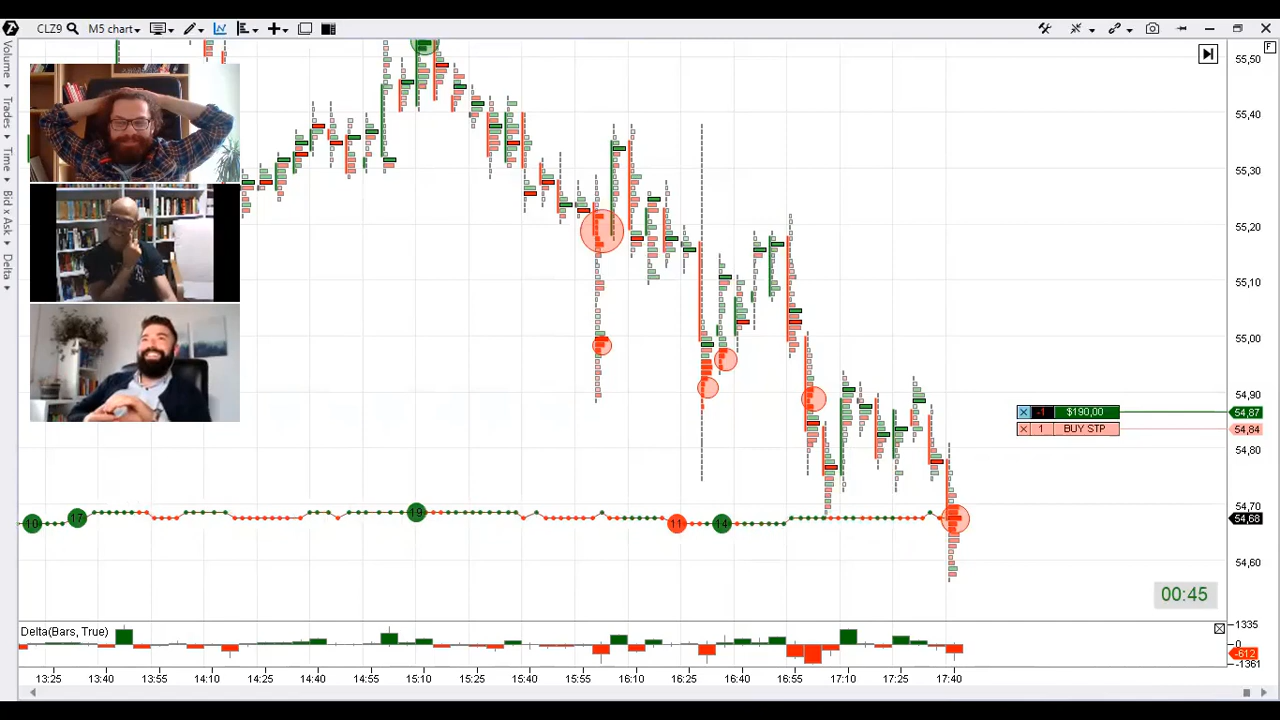 CLZ9 M5 chart
Volume
Trades
Time
Bid x Ask
Delta
F
55,50
55,40
55,30
55,20
55,10
55,00
54,90
-1 $190,00 54,87
1 BUY STP 54,84
54,80
54,70
54,68
54,60
10 17 19 11 14
00:45
Delta(Bars, True)
1335
0
-612
-1361
13:25 13:40 13:55 14:10 14:25 14:40 14:55 15:10 15:25 15:40 15:55 16:10 16:25 16:40 16:55 17:10 17:25 17:40